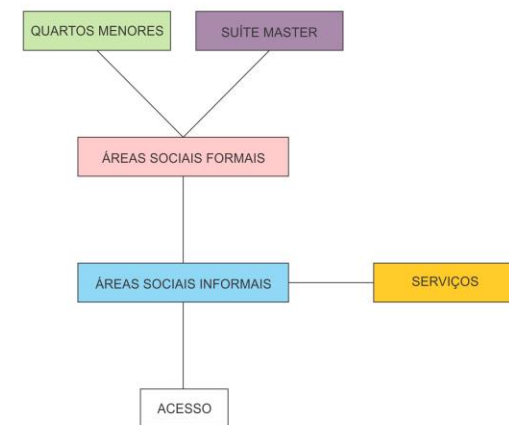 QUARTOS MENORES
SUÍTE MASTER
ÁREAS SOCIAIS FORMAIS
ÁREAS SOCIAIS INFORMAIS
SERVIÇOS
ACESSO